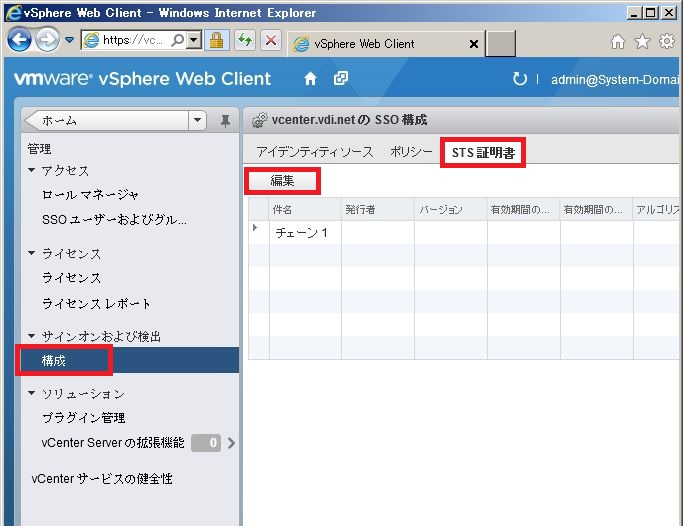 vSphere Web Client - Windows Internet Explorer
https://vc...
vSphere Web Client
vmware® vSphere Web Client
admin@System-Domai
ホーム
vcenter.vdi.net の SSO 構成
管理
アイデンティティ ソース ポリシー STS 証明書
アクセス
編集
ロール マネージャ
SSO ユーザーおよびグル...
件名 発行者 バージョン 有効期間の... 有効期間の... アルゴリス
チェーン 1
ライセンス
ライセンス
ライセンス レポート
サインオンおよび検出
構成
ソリューション
プラグイン管理
vCenter Server の拡張機能 0
vCenter サービスの健全性